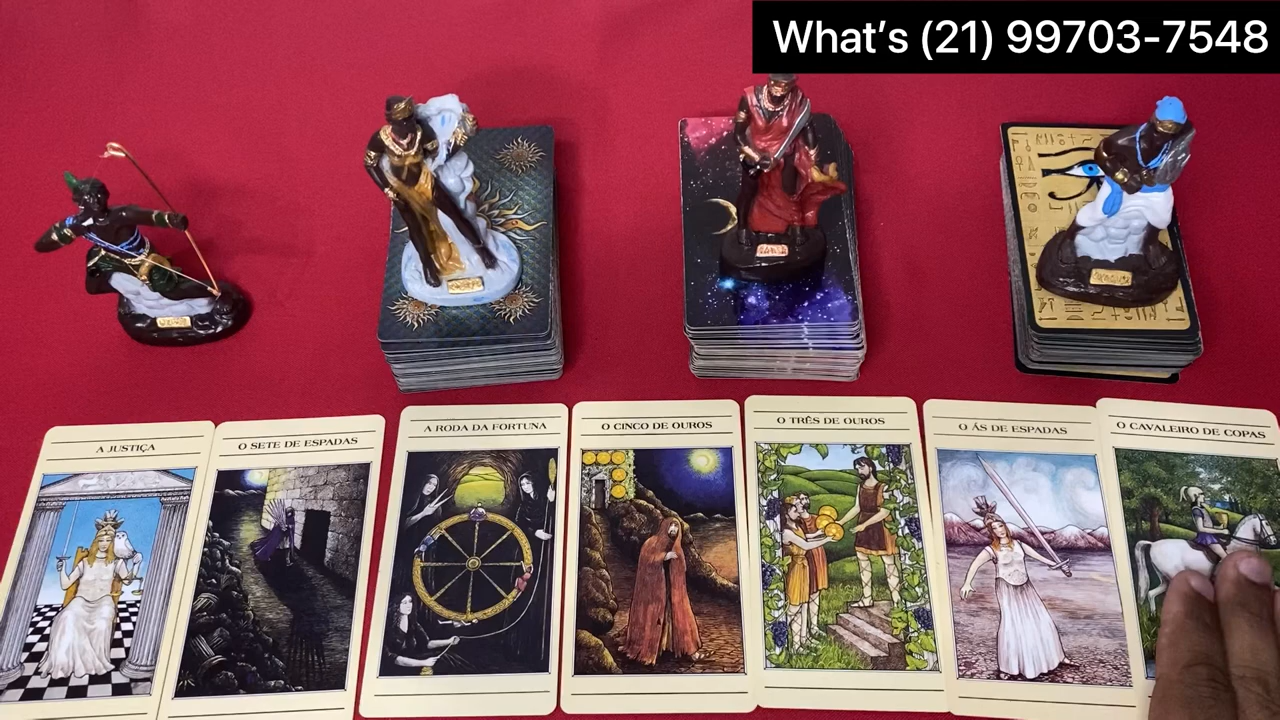 What's (21) 99703-7548
A JUSTIÇA
O SETE DE ESPADAS
A RODA DA FORTUNA
O CINCO DE OUROS
O TRÊS DE OUROS
O ÁS DE ESPADAS
O CAVALEIRO DE COPAS